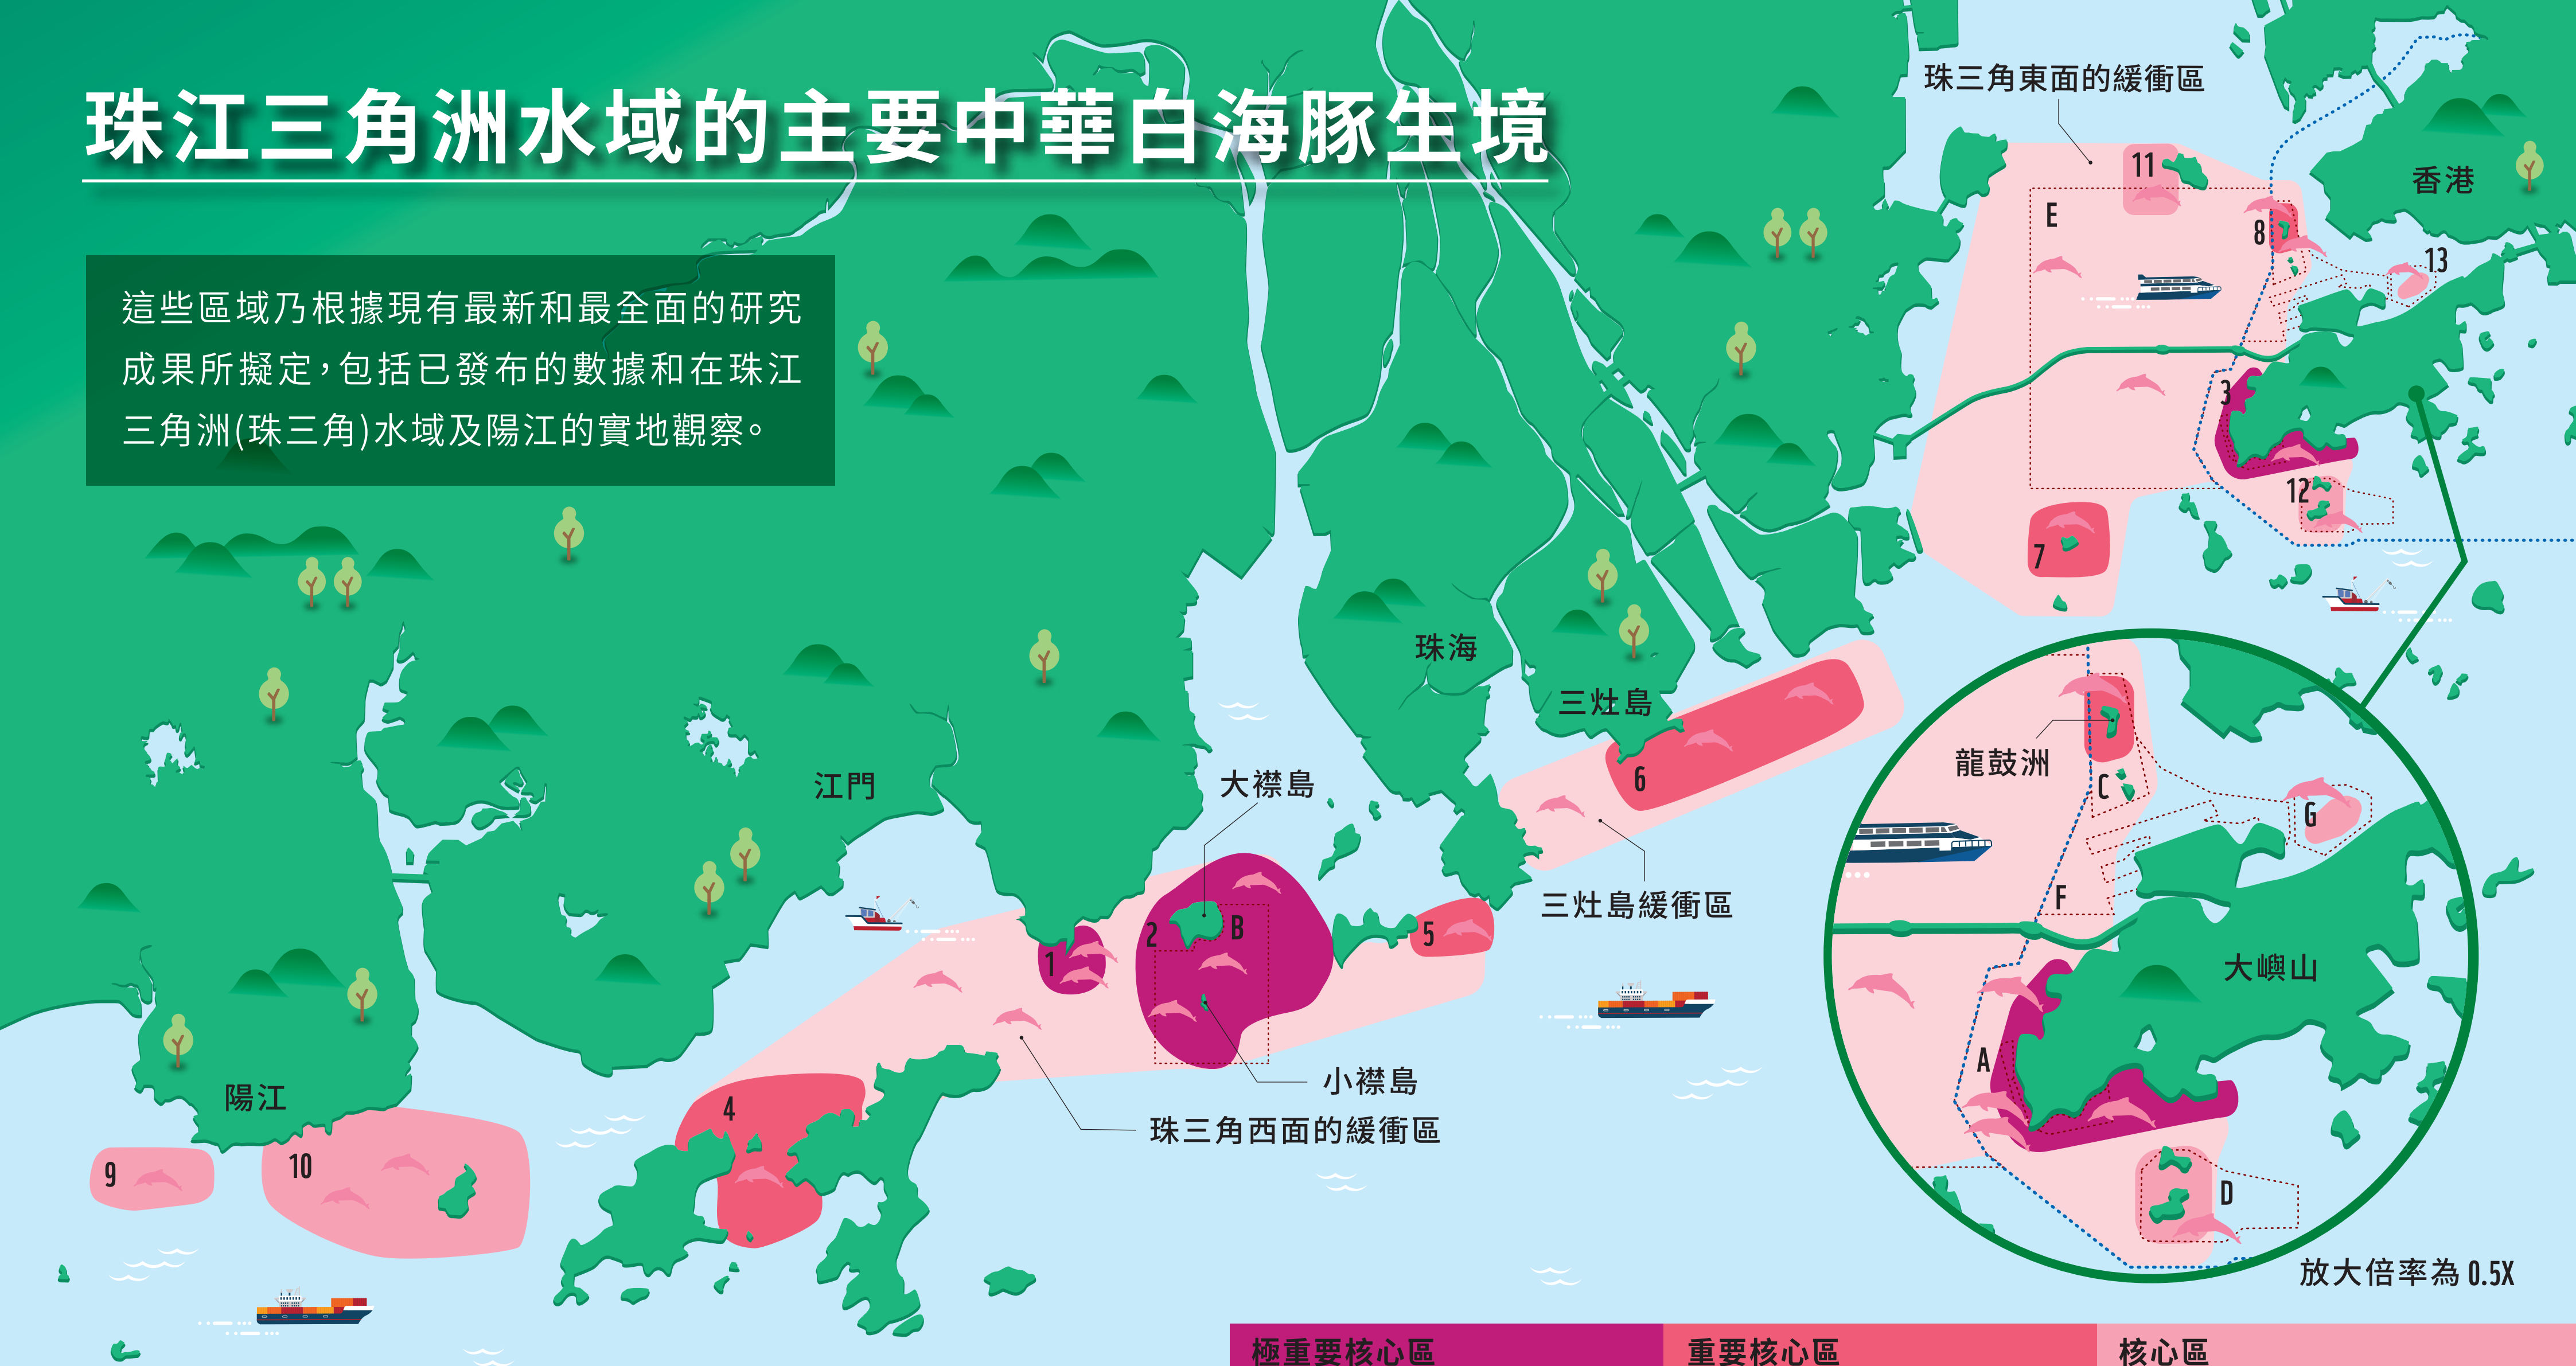 珠江三角洲水域的主要中華白海豚生境
這些區域乃根據現有最新和最全面的研究
成果所擬定，包括已發布的數據和在珠江
三角洲(珠三角)水域及陽江的實地觀察。
珠三角東面的緩衝區
香港
11
E
8
13
3
12
7
珠海
三灶島
6
三灶島緩衝區
江門
大襟島
2
B
1
5
小襟島
珠三角西面的緩衝區
4
陽江
9
10
龍鼓洲
C
G
F
大嶼山
A
D
放大倍率為 0.5X
極重要核心區
重要核心區
核心區